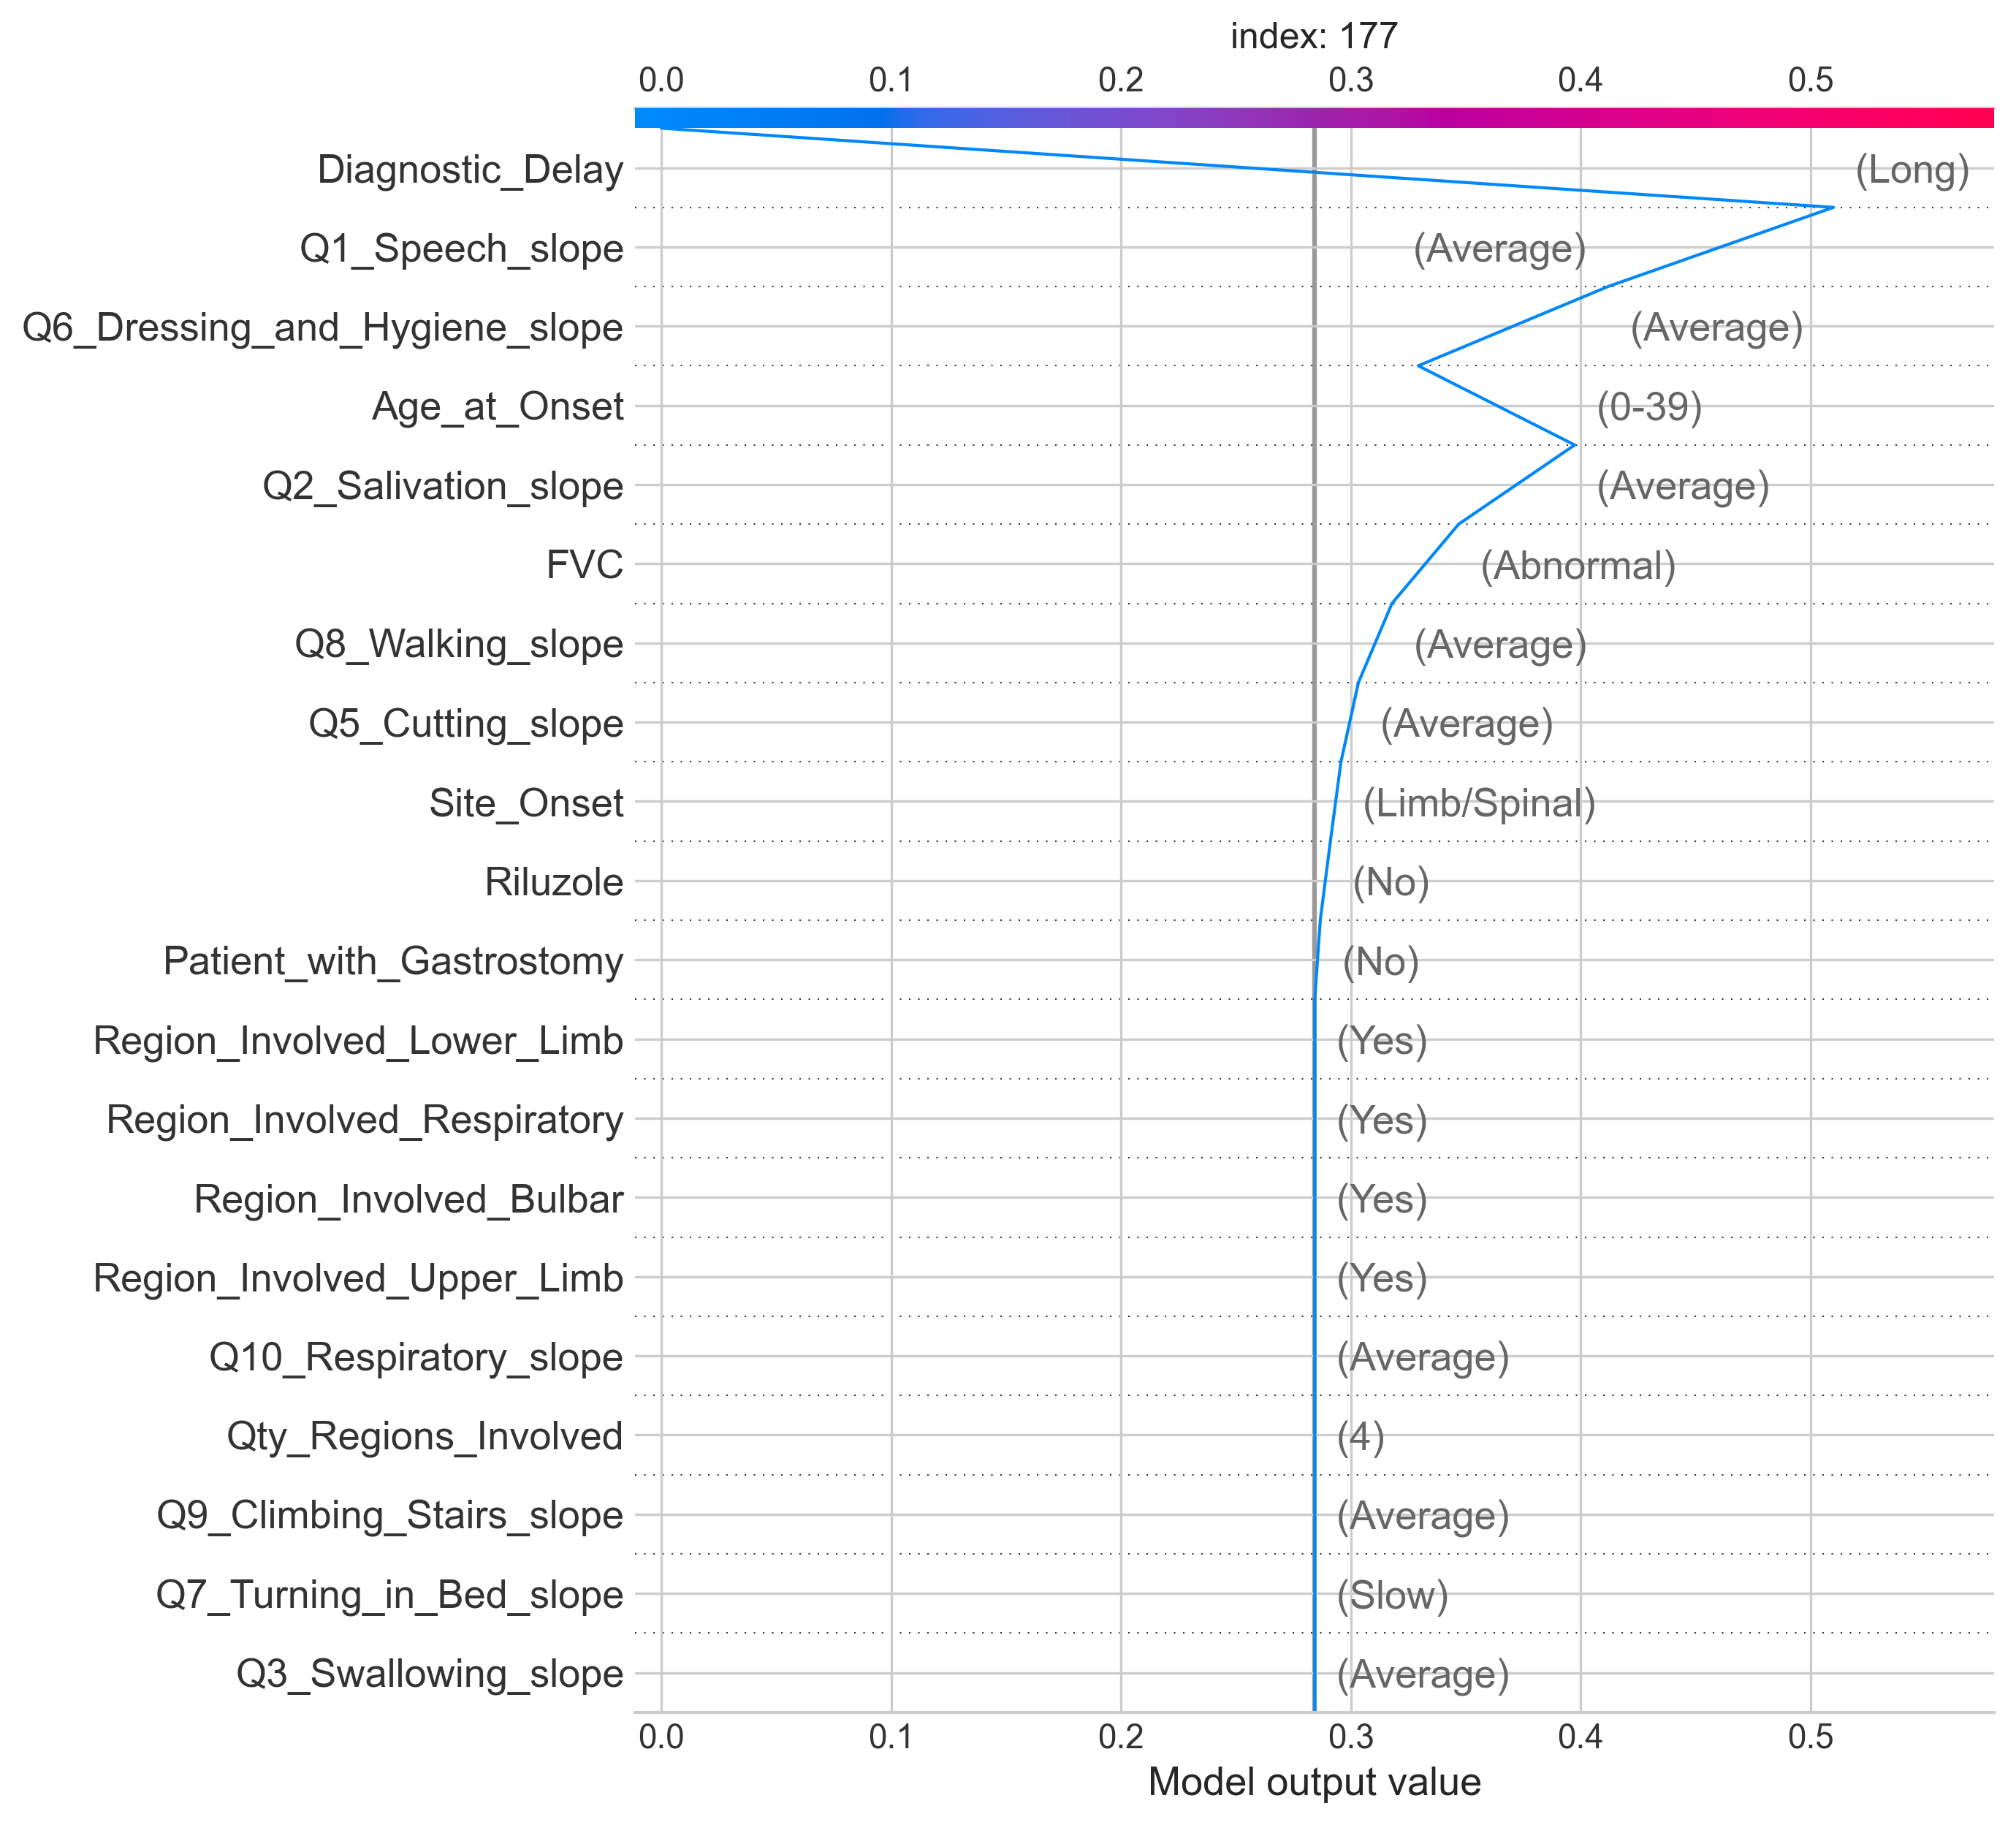 index: 177
0.0 0.1 0.2 0.3 0.4 0.5
Diagnostic_Delay (Long)
Q1_Speech_slope (Average)
Q6_Dressing_and_Hygiene_slope (Average)
Age_at_Onset (0-39)
Q2_Salivation_slope (Average)
FVC (Abnormal)
Q8_Walking_slope (Average)
Q5_Cutting_slope (Average)
Site_Onset (Limb/Spinal)
Riluzole (No)
Patient_with_Gastrostomy (No)
Region_Involved_Lower_Limb (Yes)
Region_Involved_Respiratory (Yes)
Region_Involved_Bulbar (Yes)
Region_Involved_Upper_Limb (Yes)
Q10_Respiratory_slope (Average)
Qty_Regions_Involved (4)
Q9_Climbing_Stairs_slope (Average)
Q7_Turning_in_Bed_slope (Slow)
Q3_Swallowing_slope (Average)
0.0 0.1 0.2 0.3 0.4 0.5
Model output value